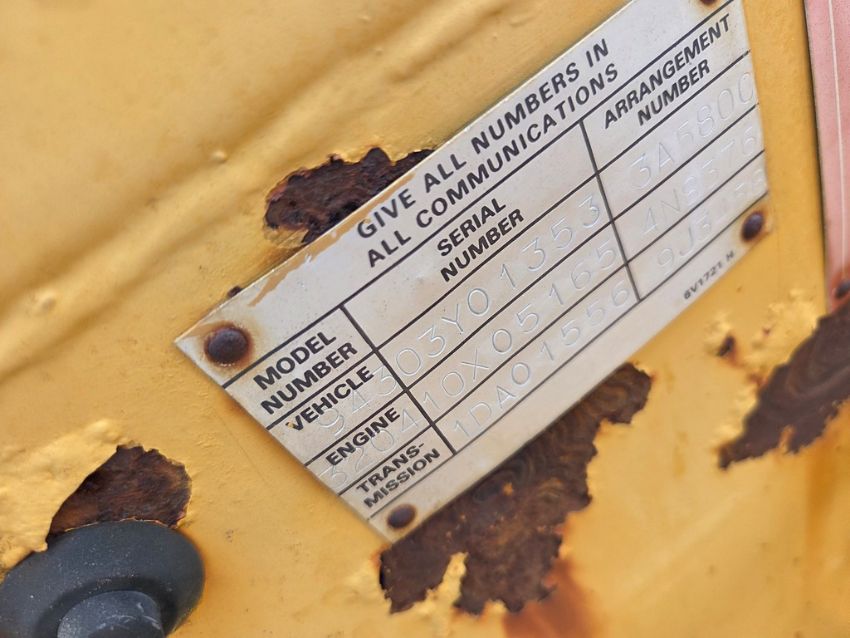 GIVE ALL NUMBERS IN
ALL COMMUNICATIONS
MODEL NUMBER SERIAL NUMBER ARRANGEMENT NUMBER
VEHICLE 943 03Y01353 3A5800
ENGINE 3204 10X05165
TRANS-
MISSION 1DA01556
6V1721 N